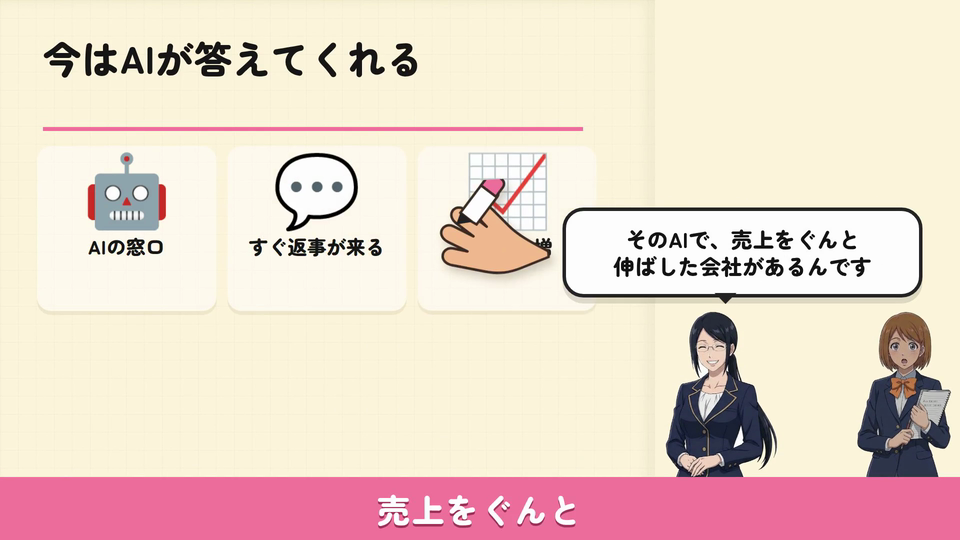 今はAIが答えてくれる
AIの窓口
すぐ返事が来る
増
そのAIで、売上をぐんと
伸ばした会社があるんです
売上をぐんと